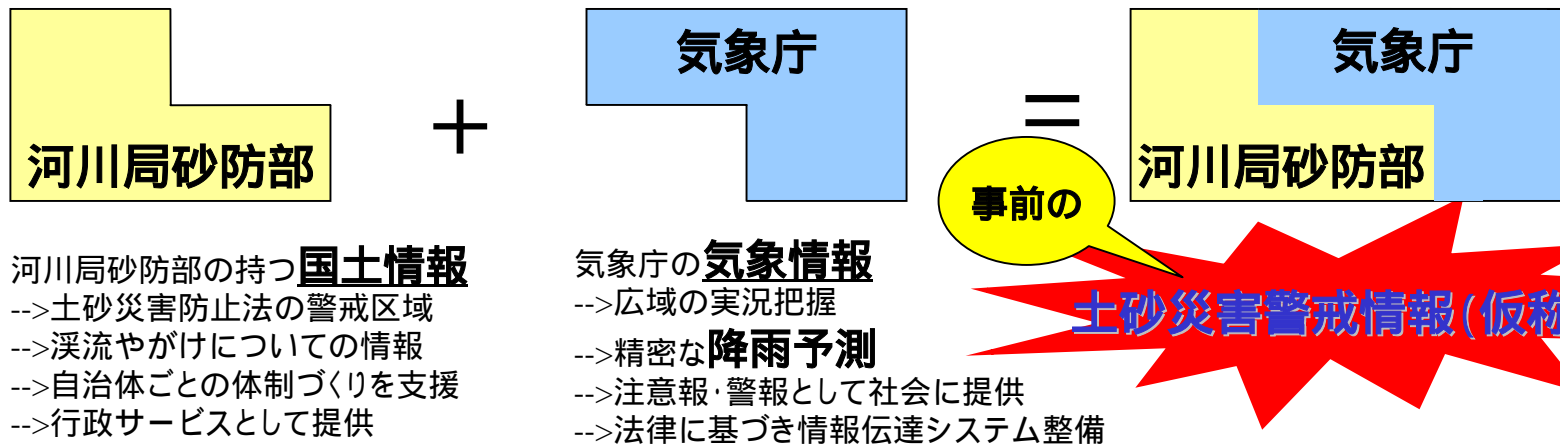 河川局砂防部
＋
気象庁
＝
気象庁
河川局砂防部
事前の
土砂災害警戒情報(仮称
河川局砂防部の持つ国土情報
-->土砂災害防止法の警戒区域
-->渓流やがけについての情報
-->自治体ごとの体制づくりを支援
-->行政サービスとして提供
気象庁の気象情報
-->広域の実況把握
-->精密な降雨予測
-->注意報･警報として社会に提供
-->法律に基づき情報伝達システム整備